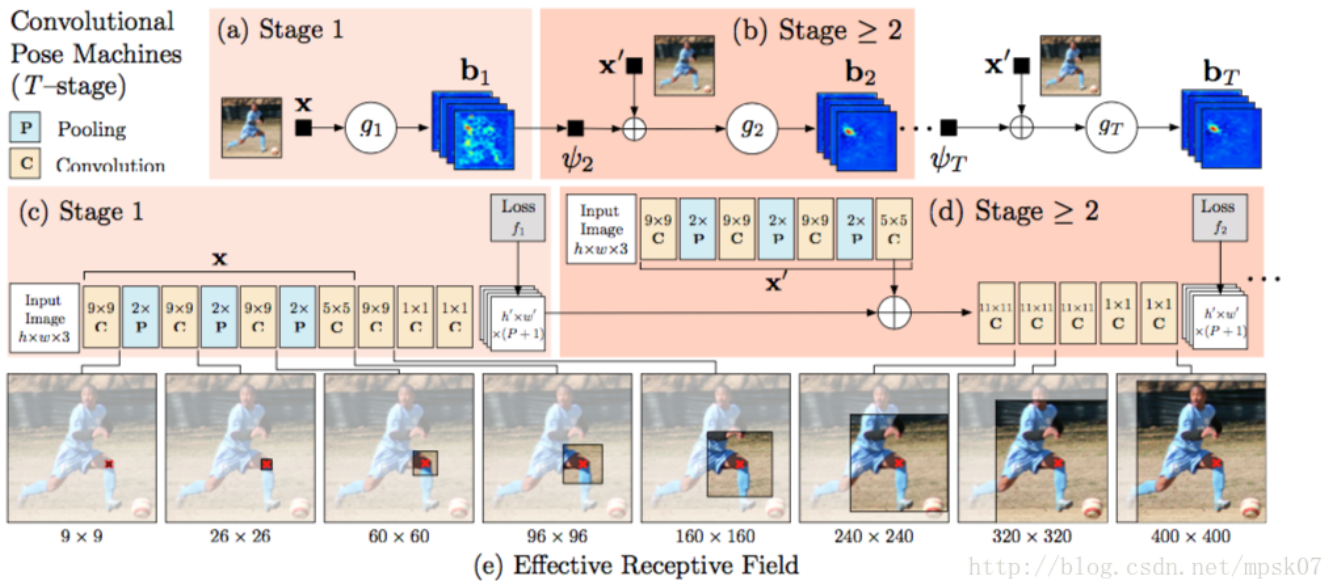 Convolutional
Pose Machines
(T–stage)
P Pooling
C Convolution
(a) Stage 1
x
g₁
b₁
(b) Stage ≥ 2
x′
ψ₂
g₂
b₂
• • •
x′
ψ_T
g_T
b_T
(c) Stage 1
Loss
f₁
x
Input
Image
h×w×3
9×9 C
2× P
9×9 C
2× P
9×9 C
2× P
5×5 C
9×9 C
1×1 C
1×1 C
h′×w′
×(P+1)
(d) Stage ≥ 2
Input
Image
h×w×3
9×9 C
2× P
9×9 C
2× P
9×9 C
2× P
5×5 C
x′
Loss
f₂
11×11 C
11×11 C
11×11 C
1×1 C
1×1 C
h′×w′
×(P+1)
• • •
9 × 9
26 × 26
60 × 60
96 × 96
160 × 160
240 × 240
320 × 320
400 × 400
(e) Effective Receptive Field
http://blog.csdn.net/mpsk07